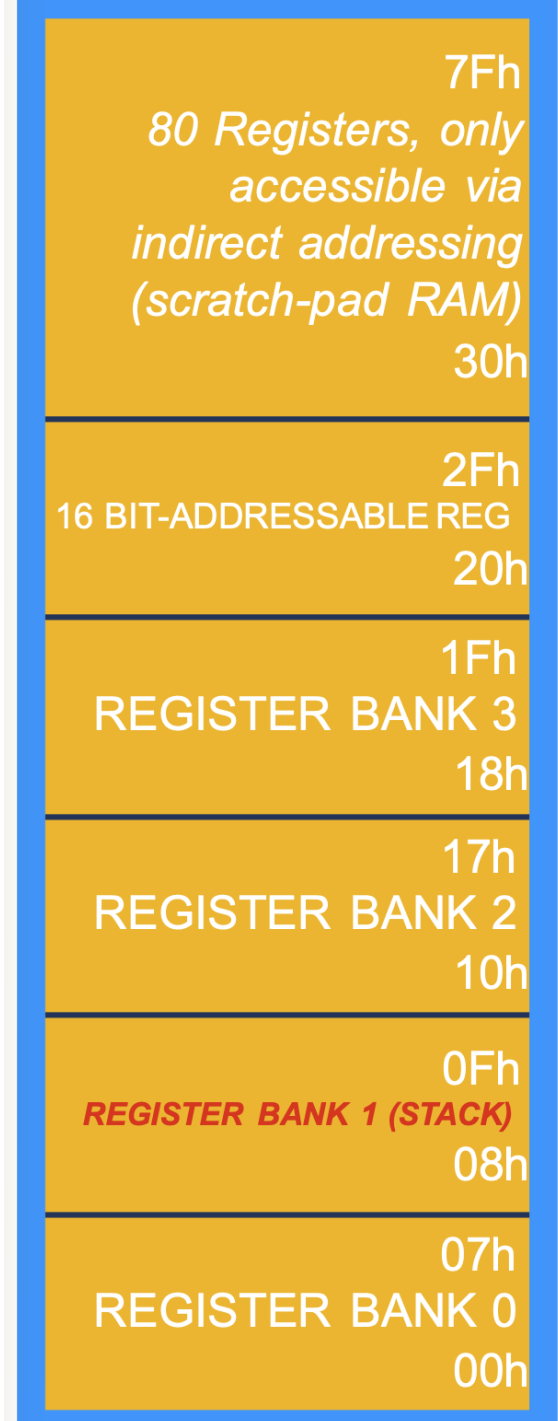 7Fh
80 Registers, only
accessible via
indirect addressing
(scratch-pad RAM)
30h
2Fh
16 BIT-ADDRESSABLE REG
20h
1Fh
REGISTER BANK 3
18h
17h
REGISTER BANK 2
10h
0Fh
REGISTER BANK 1 (STACK)
08h
07h
REGISTER BANK 0
00h